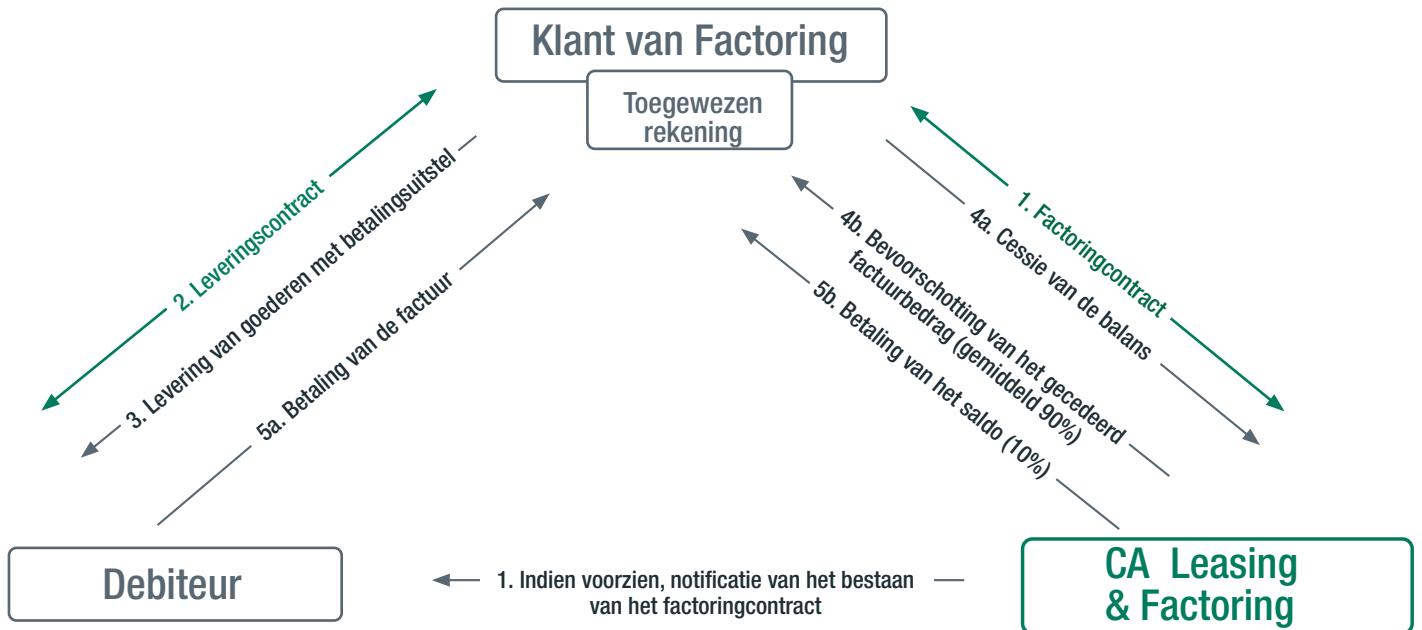 Klant van Factoring
Toegewezen
rekening
2. Leveringscontract
3. Levering van goederen met betalingsuitstel
5a. Betaling van de factuur
1. Factoringcontract
4a. Cessie van de balans
4b. Bevoorschotting van het gecedeerd
factuurbedrag (gemiddeld 90%)
5b. Betaling van het saldo (10%)
Debiteur
1. Indien voorzien, notificatie van het bestaan
van het factoringcontract
CA Leasing
& Factoring